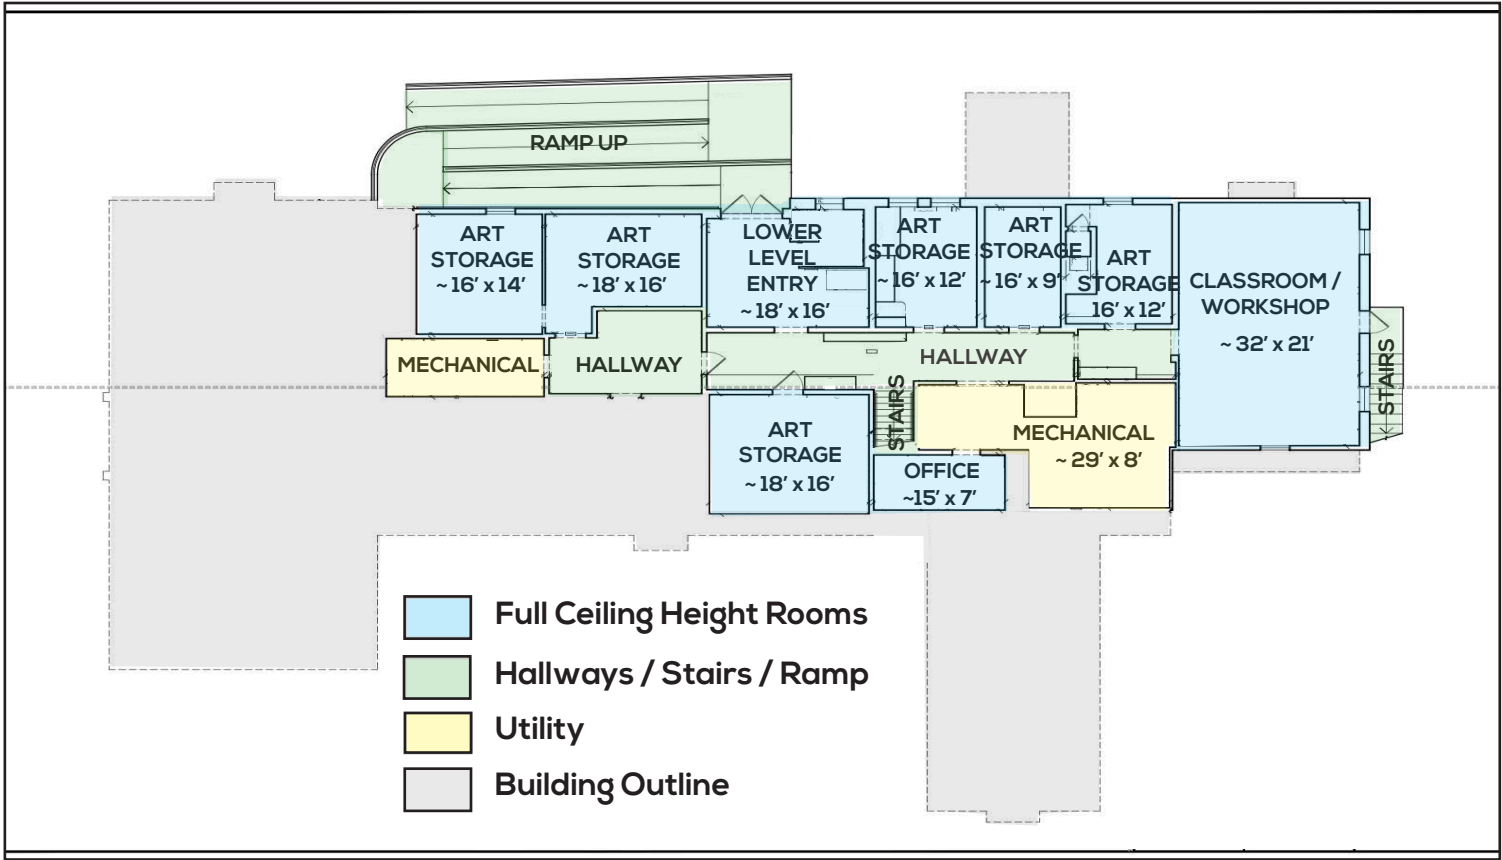 RAMP UP
ART
STORAGE
~ 16’ x 14’
ART
STORAGE
~ 18’ x 16’
LOWER
LEVEL
ENTRY
~ 18’ x 16’
ART
STORAGE
~ 16’ x 12’
ART
STORAGE
~ 16’ x 9’
ART
STORAGE
16’ x 12’
CLASSROOM /
WORKSHOP
~ 32’ x 21’
MECHANICAL
HALLWAY
HALLWAY
STAIRS
STAIRS
ART
STORAGE
~ 18’ x 16’
OFFICE
~15’ x 7’
MECHANICAL
~ 29’ x 8’
Full Ceiling Height Rooms
Hallways / Stairs / Ramp
Utility
Building Outline